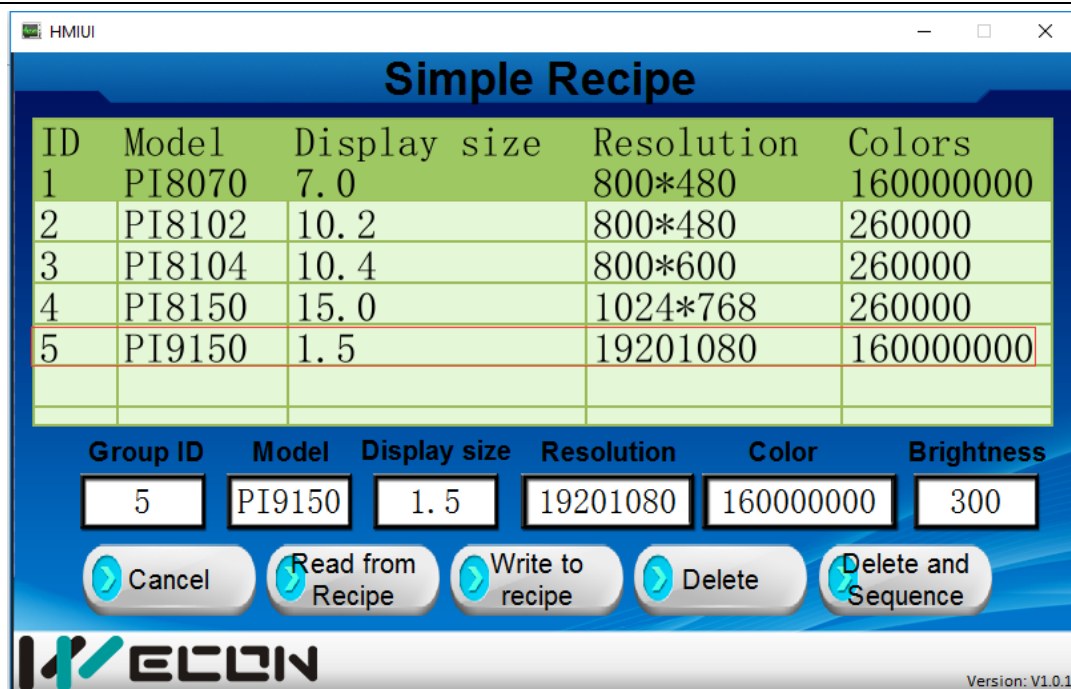 HMIUI
Simple Recipe
ID Model Display size Resolution Colors
1 PI8070 7.0 800*480 160000000
2 PI8102 10.2 800*480 260000
3 PI8104 10.4 800*600 260000
4 PI8150 15.0 1024*768 260000
5 PI9150 1.5 19201080 160000000
Group ID Model Display size Resolution Color Brightness
5 PI9150 1.5 19201080 160000000 300
Cancel
Read from
Recipe
Write to
recipe
Delete
Delete and
Sequence
WECON
Version: V1.0.1